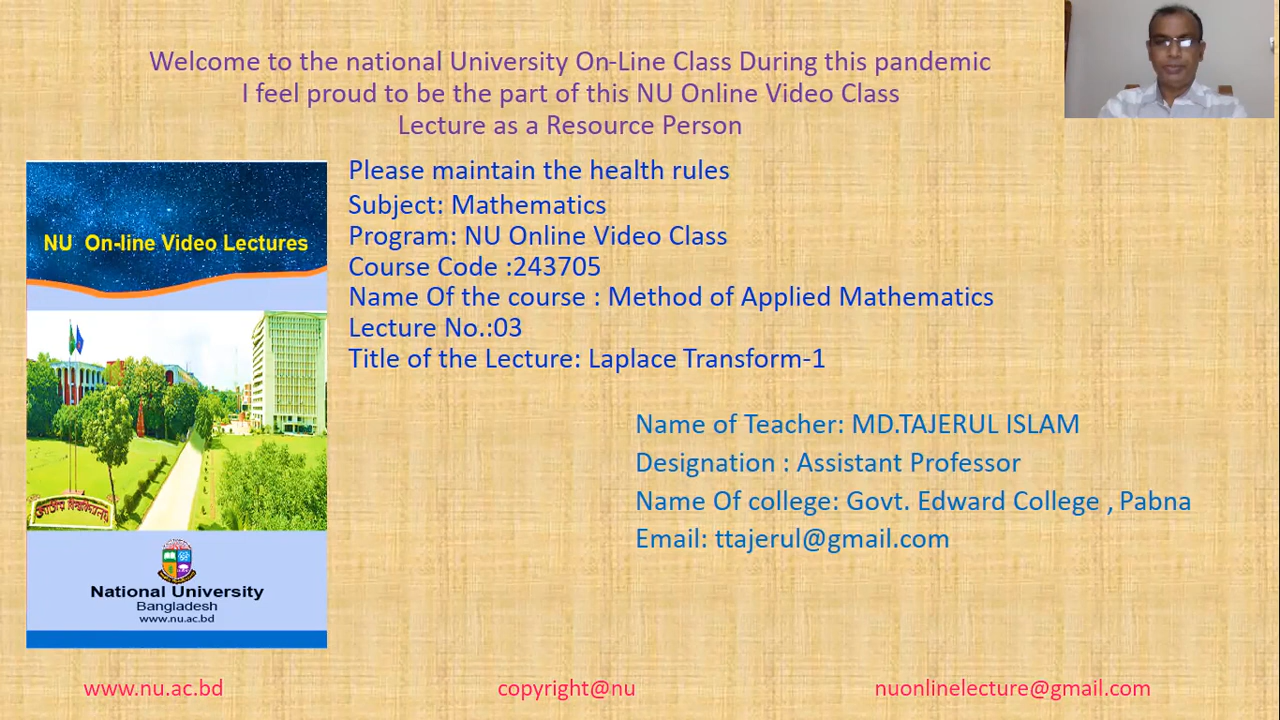 Welcome to the national University On-Line Class During this pandemic
I feel proud to be the part of this NU Online Video Class
Lecture as a Resource Person
Please maintain the health rules
Subject: Mathematics
Program: NU Online Video Class
Course Code :243705
Name Of the course : Method of Applied Mathematics
Lecture No.:03
Title of the Lecture: Laplace Transform-1
Name of Teacher: MD.TAJERUL ISLAM
Designation : Assistant Professor
Name Of college: Govt. Edward College , Pabna
Email: ttajerul@gmail.com
NU On-line Video Lectures
জাতীয় বিশ্ববিদ্যালয়
National University
Bangladesh
www.nu.ac.bd
www.nu.ac.bd
copyright@nu
nuonlinelecture@gmail.com